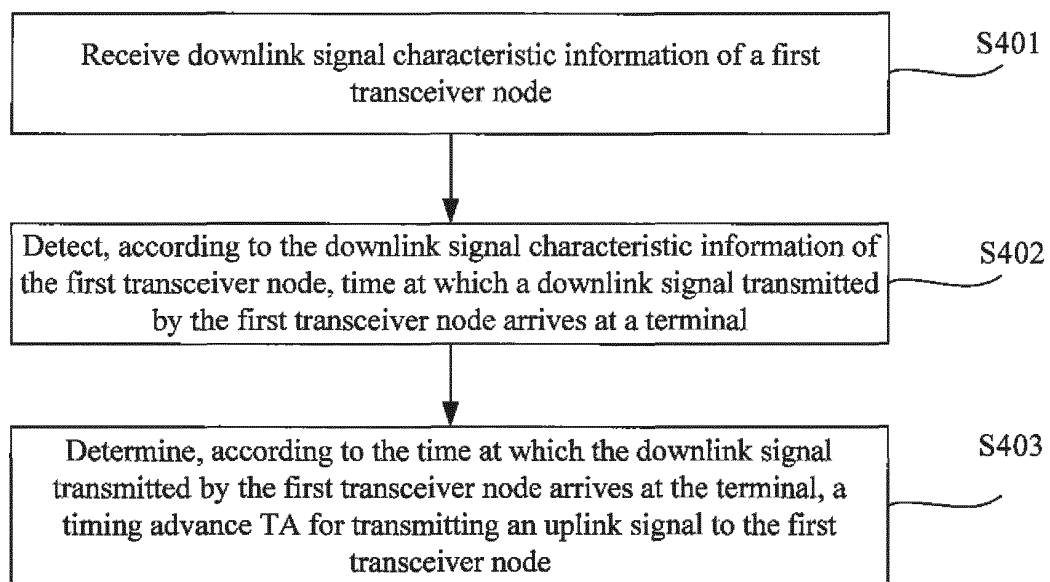 Receive downlink signal characteristic information of a first
transceiver node
S401
Detect, according to the downlink signal characteristic information of
the first transceiver node, time at which a downlink signal transmitted
by the first transceiver node arrives at a terminal
S402
Determine, according to the time at which the downlink signal
transmitted by the first transceiver node arrives at the terminal, a
timing advance TA for transmitting an uplink signal to the first
transceiver node
S403